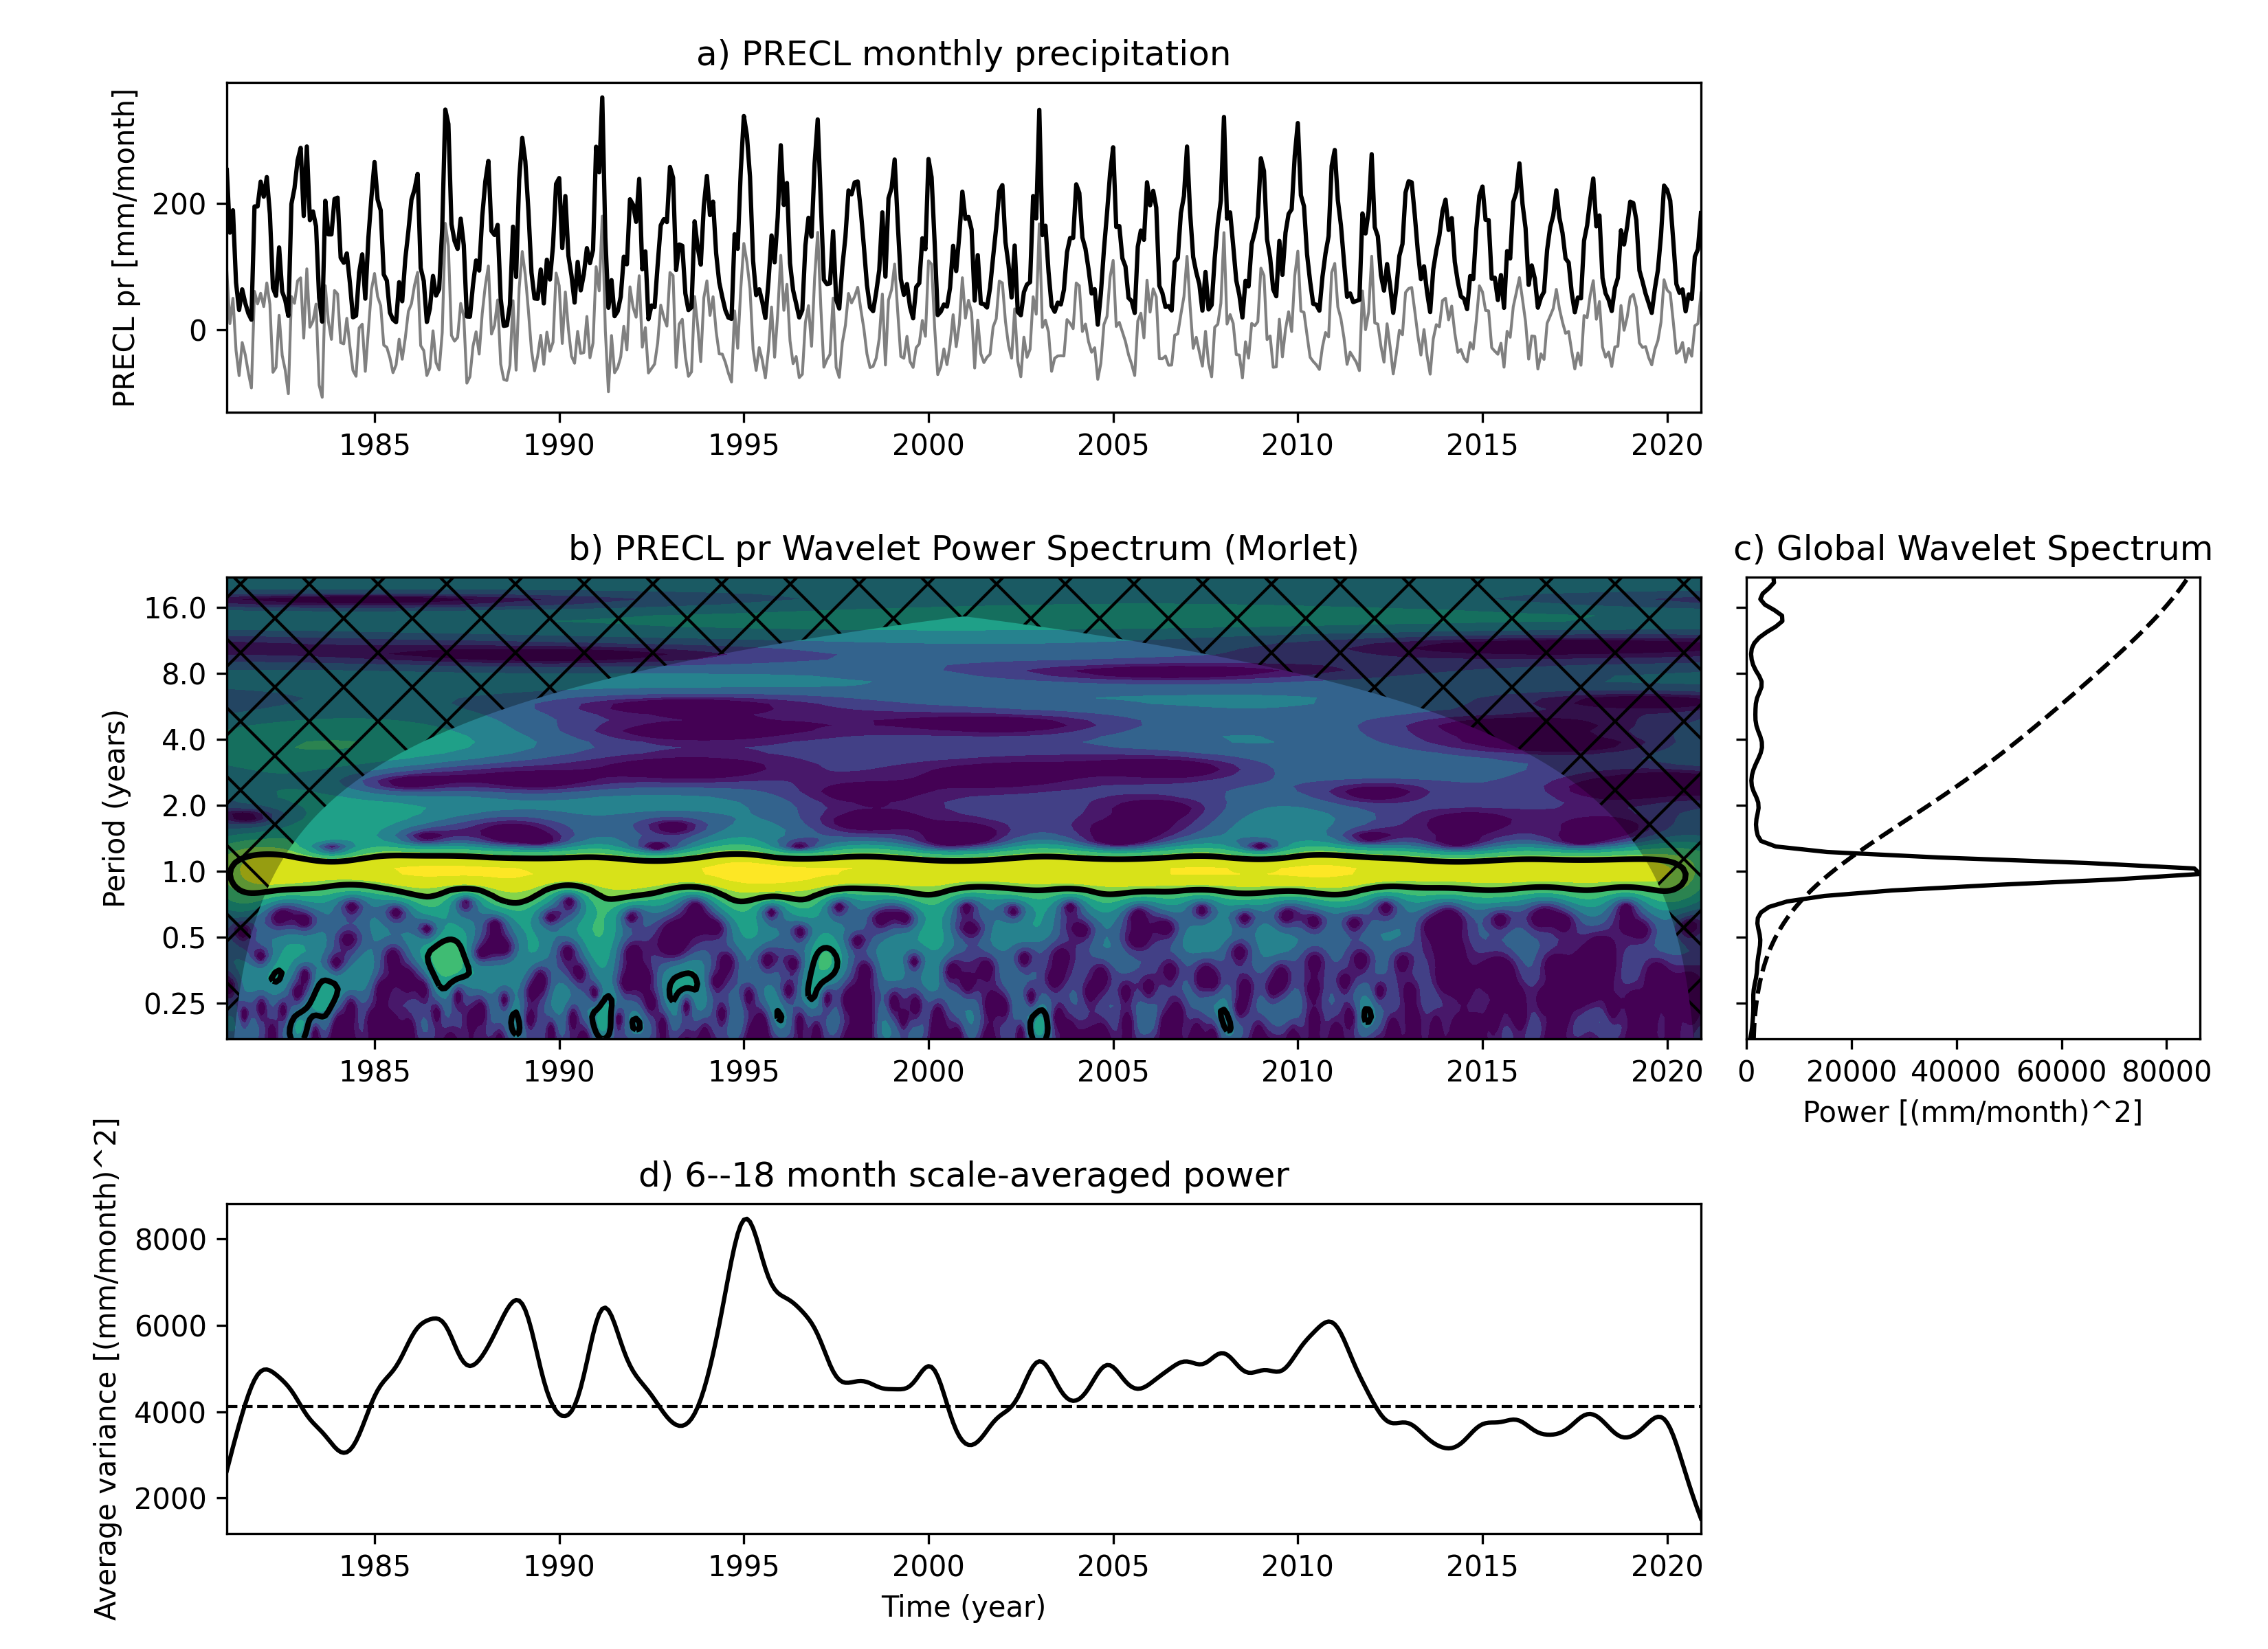 a) PRECL monthly precipitation
PRECL pr [mm/month]
200
0
1985 1990 1995 2000 2005 2010 2015 2020
b) PRECL pr Wavelet Power Spectrum (Morlet)
Period (years)
16.0
8.0
4.0
2.0
1.0
0.5
0.25
1985 1990 1995 2000 2005 2010 2015 2020
c) Global Wavelet Spectrum
0 20000 40000 60000 80000
Power [(mm/month)^2]
d) 6--18 month scale-averaged power
Average variance [(mm/month)^2]
8000
6000
4000
2000
1985 1990 1995 2000 2005 2010 2015 2020
Time (year)